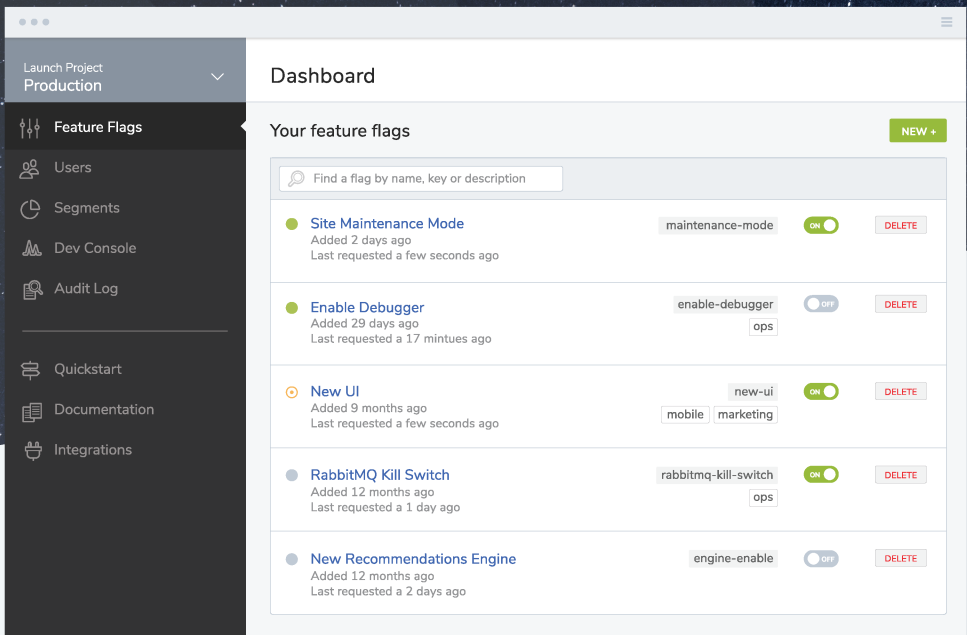 Launch Project
Production
Feature Flags
Users
Segments
Dev Console
Audit Log
Quickstart
Documentation
Integrations
Dashboard
Your feature flags
NEW +
Find a flag by name, key or description
Site Maintenance Mode
Added 2 days ago
Last requested a few seconds ago
maintenance-mode
ON
DELETE
Enable Debugger
Added 29 days ago
Last requested a 17 mintues ago
enable-debugger
ops
OFF
DELETE
New UI
Added 9 months ago
Last requested a few seconds ago
new-ui
mobile marketing
ON
DELETE
RabbitMQ Kill Switch
Added 12 months ago
Last requested a 1 day ago
rabbitmq-kill-switch
ops
ON
DELETE
New Recommendations Engine
Added 12 months ago
Last requested a 2 days ago
engine-enable
OFF
DELETE